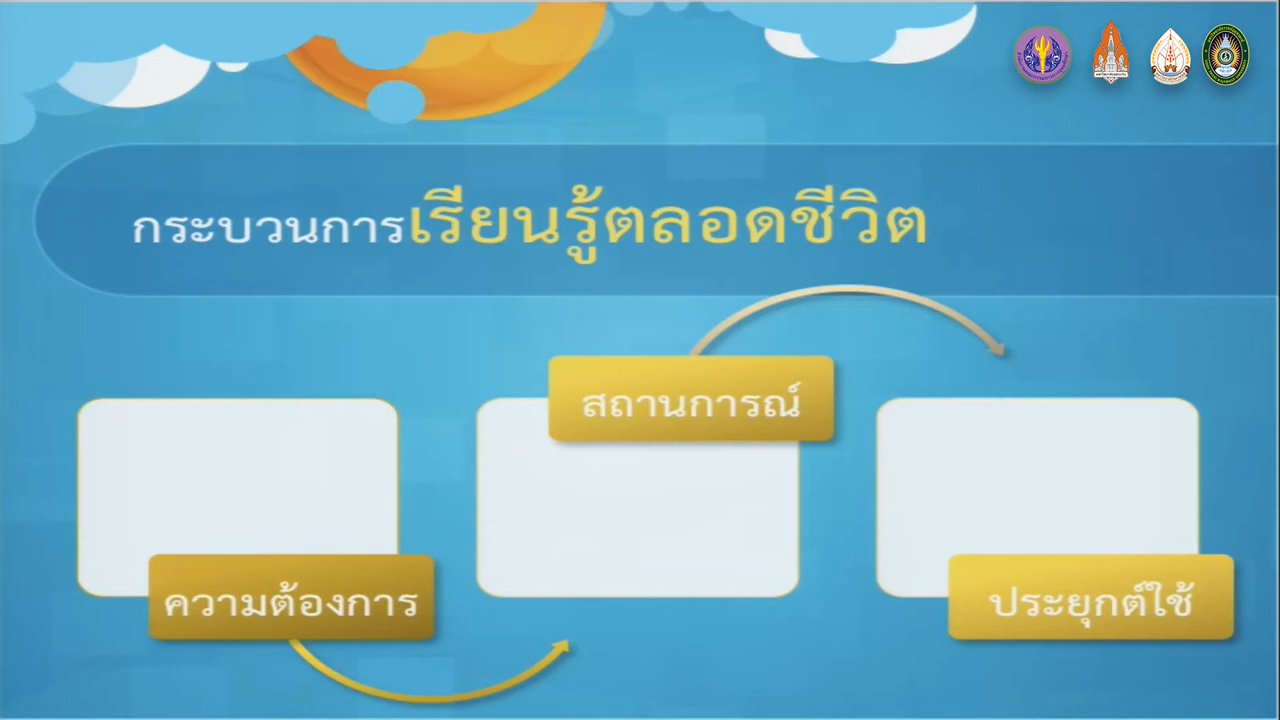 กระบวนการเรียนรู้ตลอดชีวิต
สถานการณ์
ความต้องการ
ประยุกต์ใช้